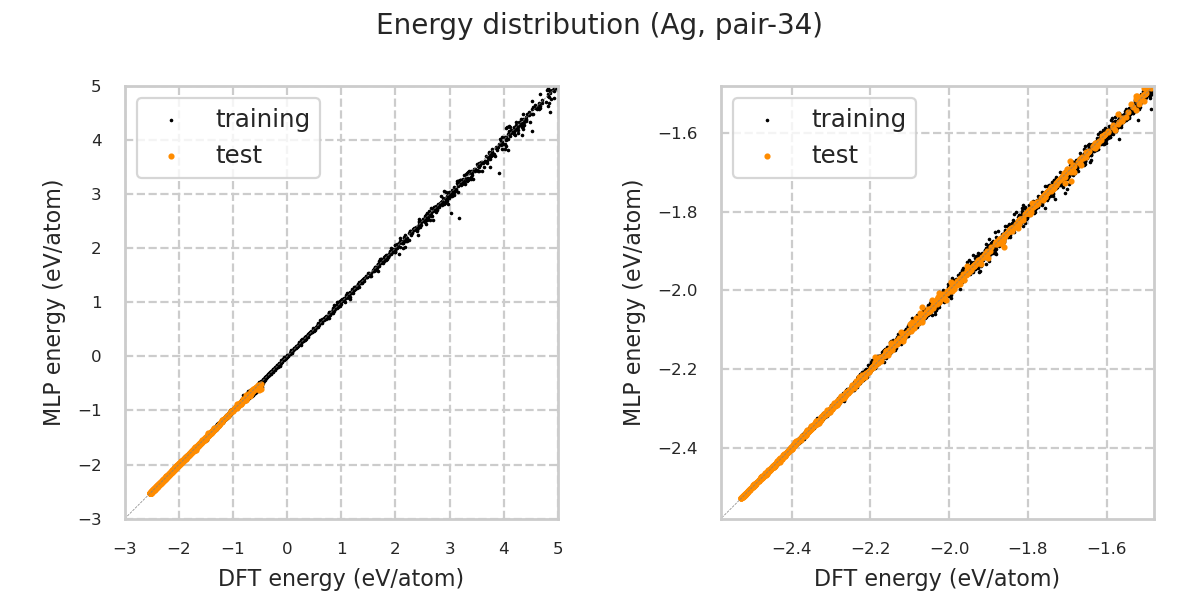 Energy distribution (Ag, pair-34)
training
test
5
4
3
2
1
0
−1
−2
−3
−3 −2 −1 0 1 2 3 4 5
MLP energy (eV/atom)
DFT energy (eV/atom)
training
test
−1.6
−1.8
−2.0
−2.2
−2.4
−2.4 −2.2 −2.0 −1.8 −1.6
MLP energy (eV/atom)
DFT energy (eV/atom)